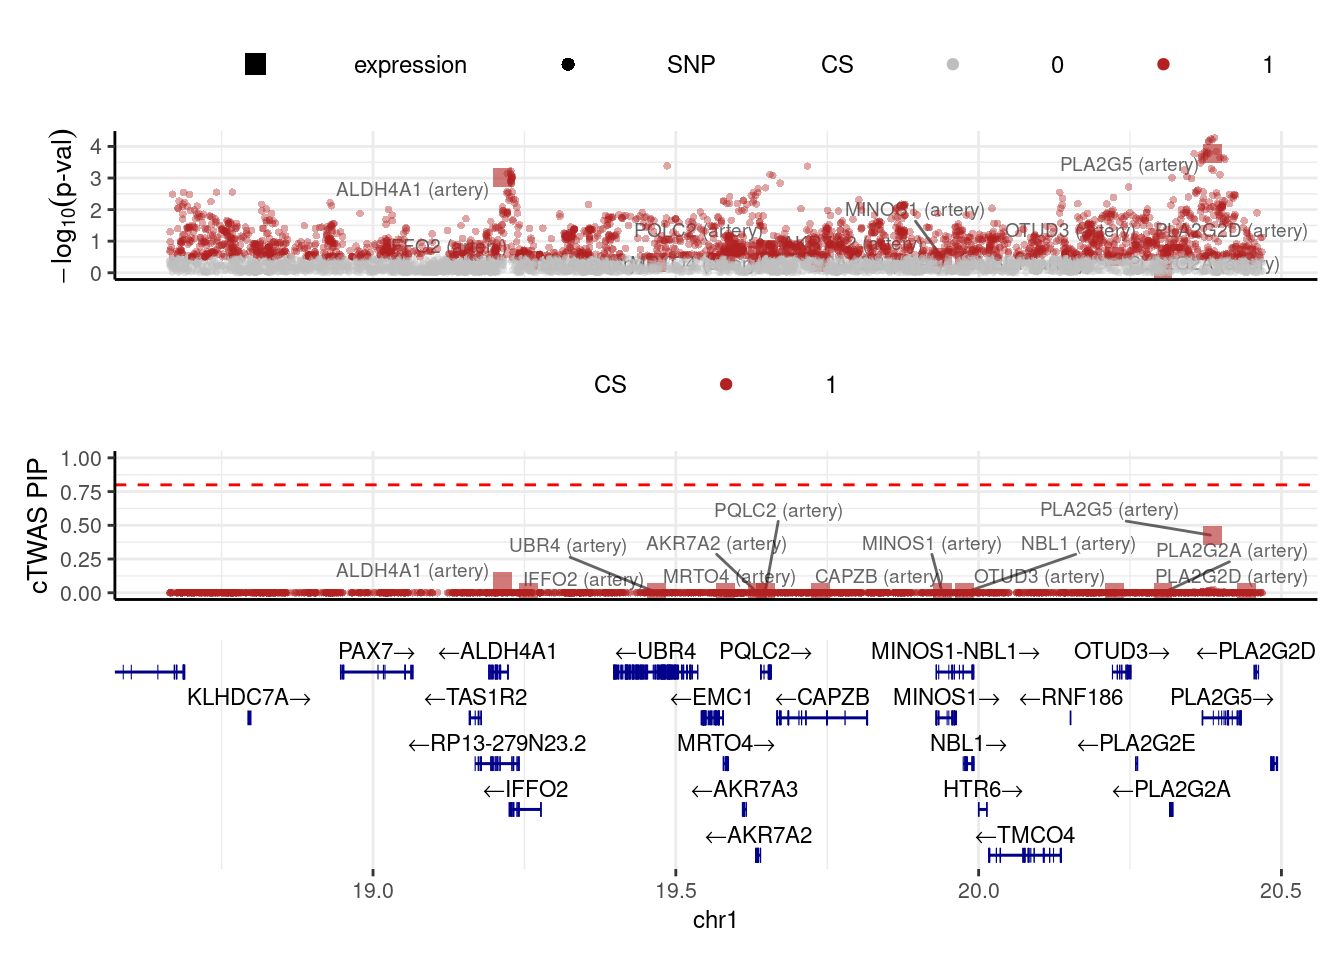 expression SNP CS 0 1
−log10(p-val)
4
3
2
1
0
PLA2G5 (artery)
ALDH4A1 (artery)
MINOS1 (artery)
PQLC2 (artery)
OTUD3 (artery)
PLA2G2D (artery)
IFFO2 (artery)
CS 1
cTWAS PIP
1.00
0.75
0.50
0.25
0.00
PQLC2 (artery)
PLA2G5 (artery)
UBR4 (artery)
AKR7A2 (artery)
MINOS1 (artery)
NBL1 (artery)
PLA2G2A (artery)
ALDH4A1 (artery)
IFFO2 (artery)
MRTO4 (artery)
CAPZB (artery)
OTUD3 (artery)
PLA2G2D (artery)
PAX7→ ←ALDH4A1 ←UBR4 PQLC2→ MINOS1-NBL1→ OTUD3→ ←PLA2G2D
KLHDC7A→ ←TAS1R2 ←EMC1 ←CAPZB MINOS1→ ←RNF186 PLA2G5→
←RP13-279N23.2 MRTO4→ NBL1→ ←PLA2G2E
←IFFO2 ←AKR7A3 HTR6→ ←PLA2G2A
←AKR7A2 ←TMCO4
19.0 19.5 20.0 20.5
chr1